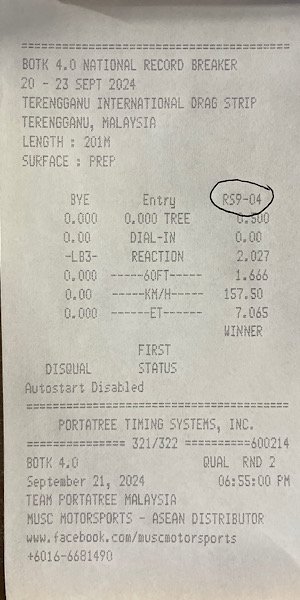 ========================================
BOTK 4.0 NATIONAL RECORD BREAKER
20 - 23 SEPT 2024
TERENGGANU INTERNATIONAL DRAG STRIP
TERENGGANU, MALAYSIA
LENGTH : 201M
SURFACE : PREP
BYE Entry RS9-04
0.000 0.000 TREE 0.500
0.00 DIAL-IN 0.00
-LB3- REACTION 2.027
0.000 -----60FT----- 1.666
0.00 -----KM/H----- 157.50
0.000 ------ET------ 7.065
WINNER
FIRST
DISQUAL STATUS
Autostart Disabled
========================================
PORTATREE TIMING SYSTEMS, INC.
=============== 321/322 ==========600214
BOTK 4.0 QUAL RND 2
September 21, 2024 06:55:00 PM
TEAM PORTATREE MALAYSIA
MUSC MOTORSPORTS - ASEAN DISTRIBUTOR
www.facebook.com/muscmotorsports
+6016-6681490